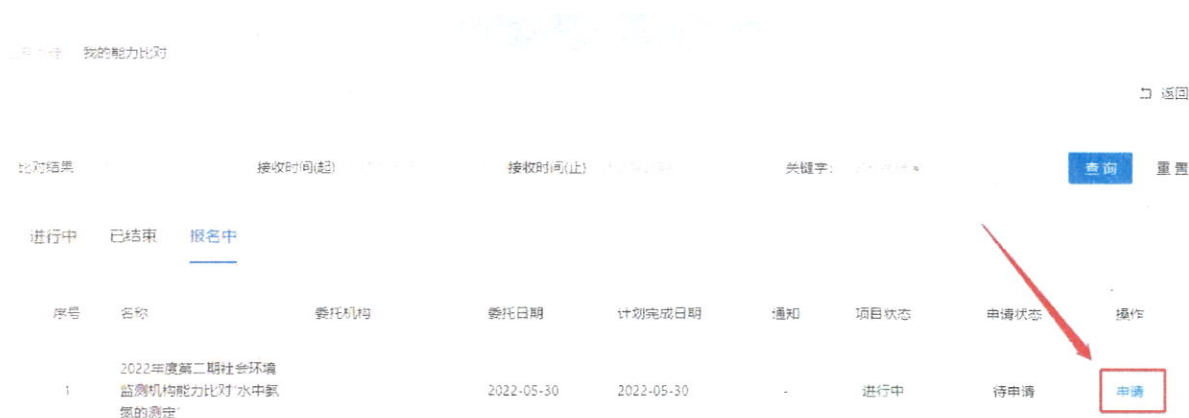 我的能力比对
返回
比对结果 接收时间(起) 接收时间(止) 关键字: 查询 重置
进行中 已结束 报名中
序号 名称 委托机构 委托日期 计划完成日期 通知 项目状态 申请状态 操作
2022年度第二期社会环境
1 监测机构能力比对"水中氨 2022-05-30 2022-05-30 - 进行中 待申请 申请
氮的测定"